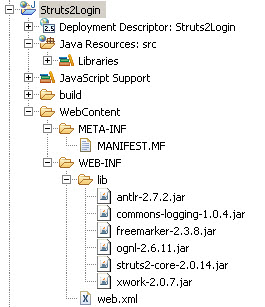 Struts2Login
Deployment Descriptor: Struts2Login
Java Resources: src
Libraries
JavaScript Support
build
WebContent
META-INF
MANIFEST.MF
WEB-INF
lib
antlr-2.7.2.jar
commons-logging-1.0.4.jar
freemarker-2.3.8.jar
ognl-2.6.11.jar
struts2-core-2.0.14.jar
xwork-2.0.7.jar
web.xml